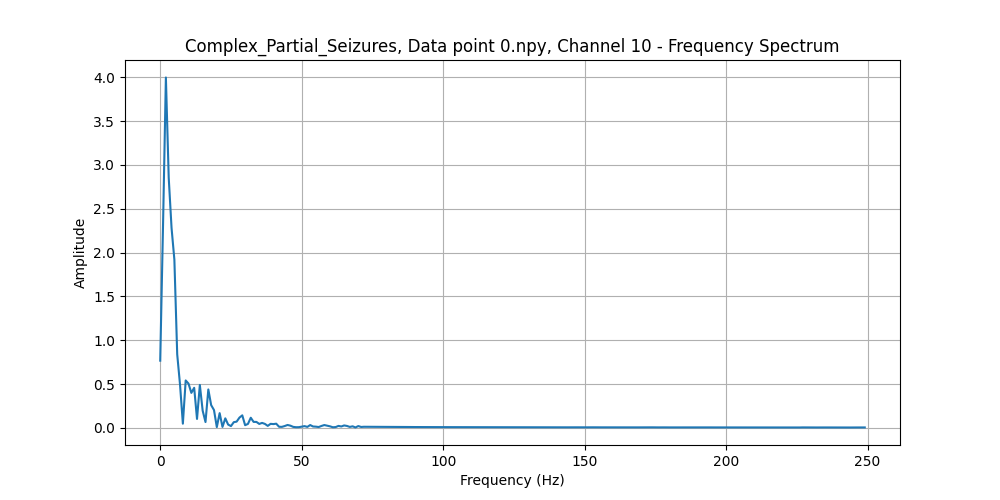 Complex_Partial_Seizures, Data point 0.npy, Channel 10 - Frequency Spectrum
4.0
3.5
3.0
2.5
2.0
1.5
1.0
0.5
0.0
Amplitude
0 50 100 150 200 250
Frequency (Hz)